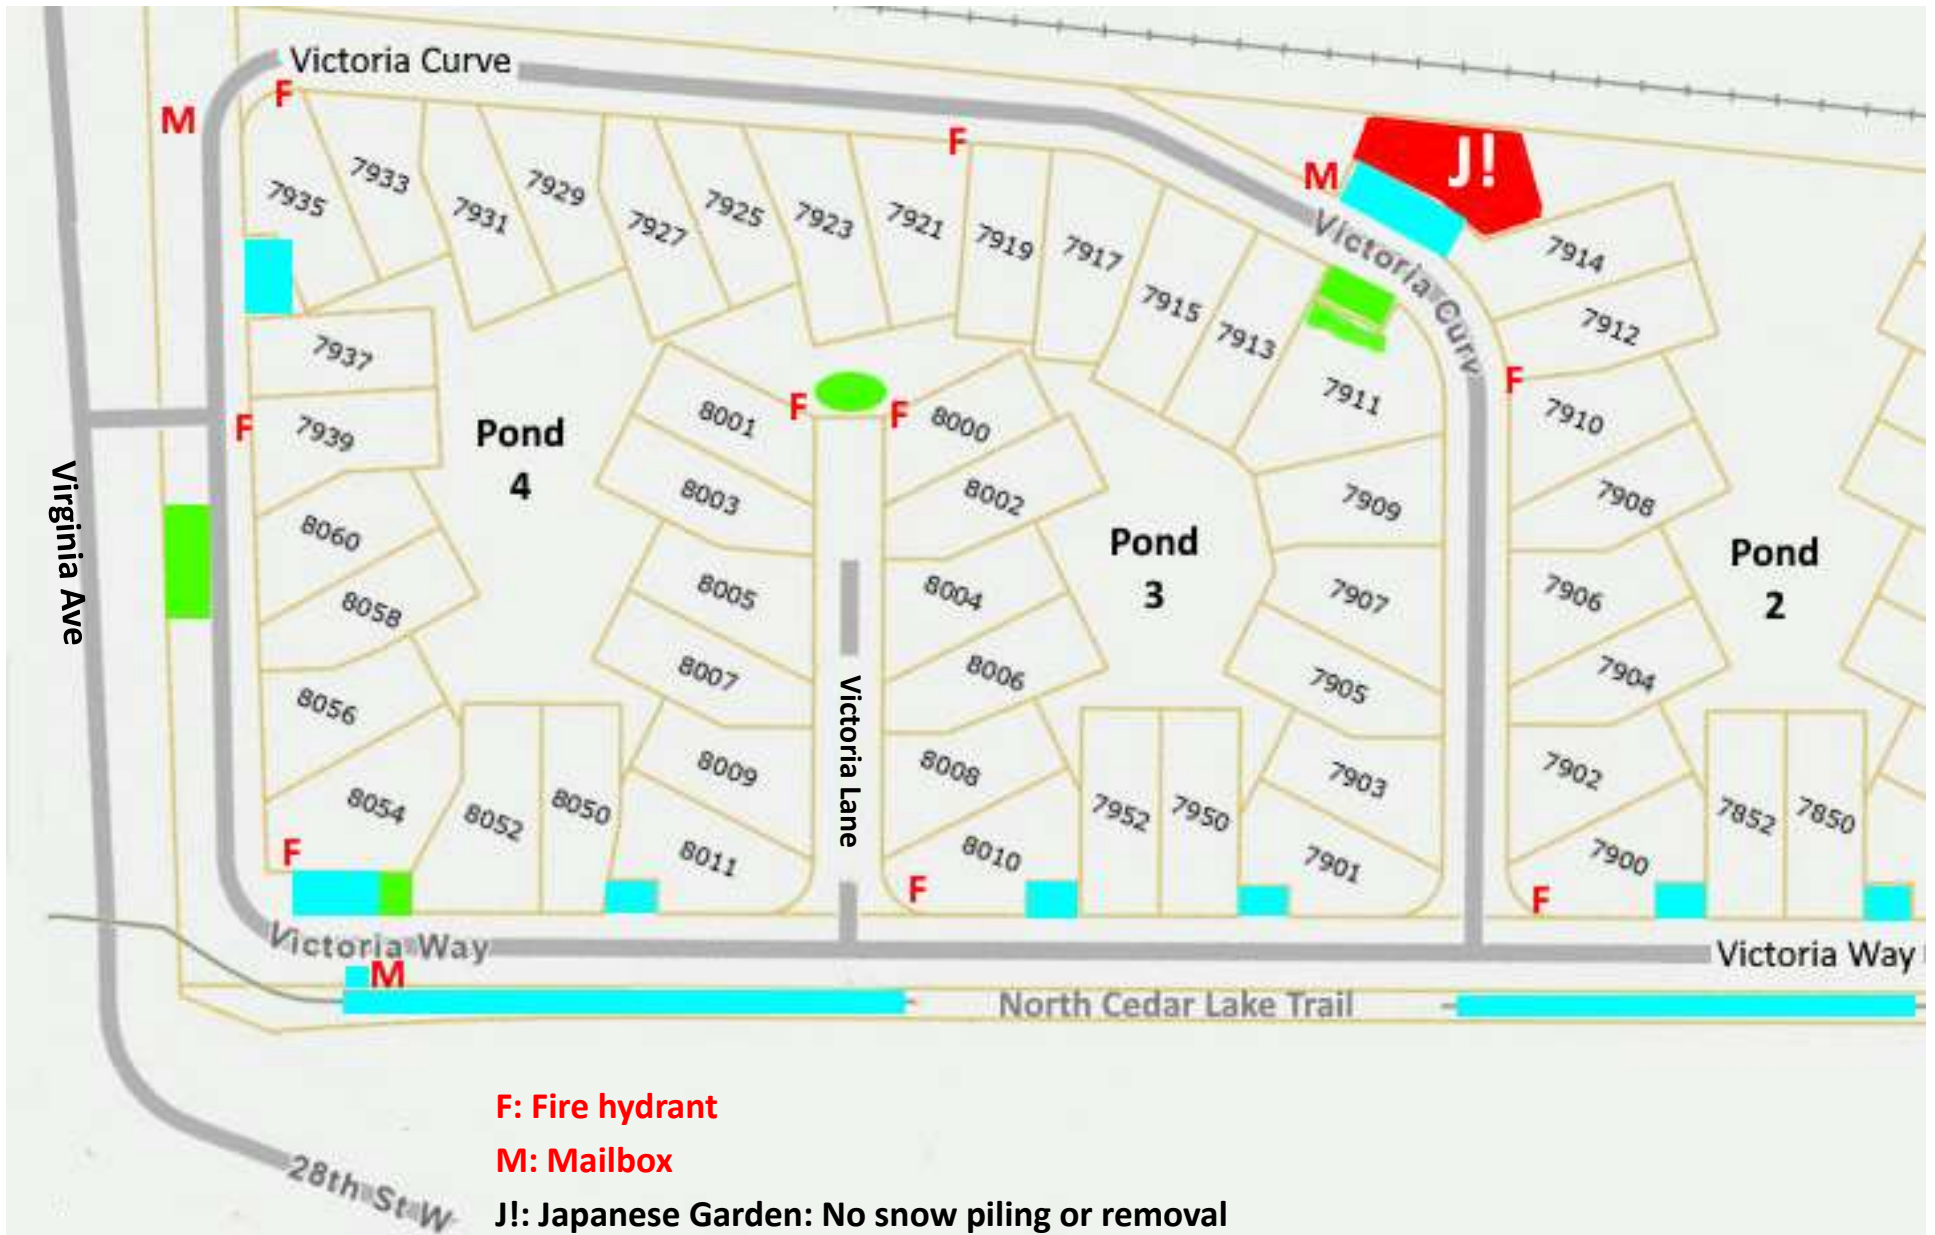 Victoria Curve
F
M
F
M
J!
7933
7935
7929
7931
7925
7927
7923
7921
7919
7917
7915
7913
Victoria Curv
7914
7912
7937
7939
F
Pond
4
8001
8003
F
F
8000
8002
7911
7909
F
7910
7908
Virginia Ave
8060
8058
8005
8007
8004
8006
Pond
3
7907
7905
7906
7904
Pond
2
8056
8054
8052
8050
8009
8011
Victoria Lane
8008
8010
7952
7950
7903
7901
7902
7900
7852
7850
F
F
F
Victoria Way
Victoria Way
M
North Cedar Lake Trail
28th St W
F: Fire hydrant
M: Mailbox
J!: Japanese Garden: No snow piling or removal